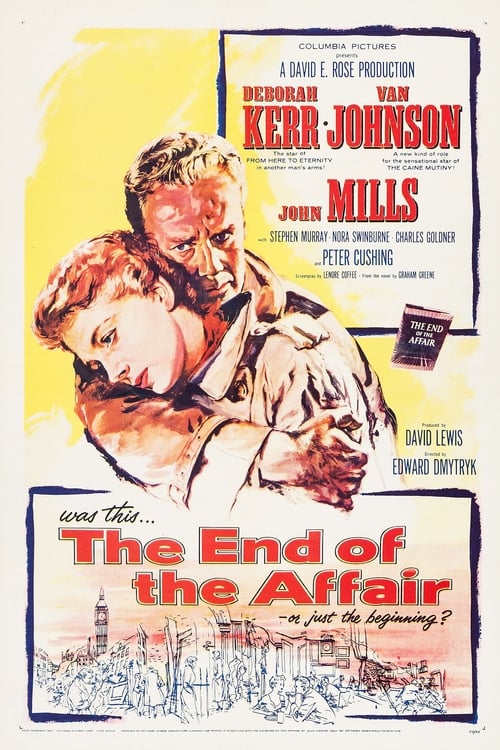 COLUMBIA PICTURES
presents
A DAVID E. ROSE PRODUCTION
DEBORAH KERR · VAN JOHNSON
The star of
FROM HERE TO ETERNITY
in another man's arms!
A new kind of role
for the sensational star of
THE CAINE MUTINY!
JOHN MILLS
with STEPHEN MURRAY · NORA SWINBURNE · CHARLES GOLDNER
and PETER CUSHING
Screenplay by LENORE COFFEE - From the novel by GRAHAM GREENE
THE END
OF THE
AFFAIR
Produced by
DAVID LEWIS
Directed by
EDWARD DMYTRYK
was this...
The End of
the Affair
-or just the beginning?